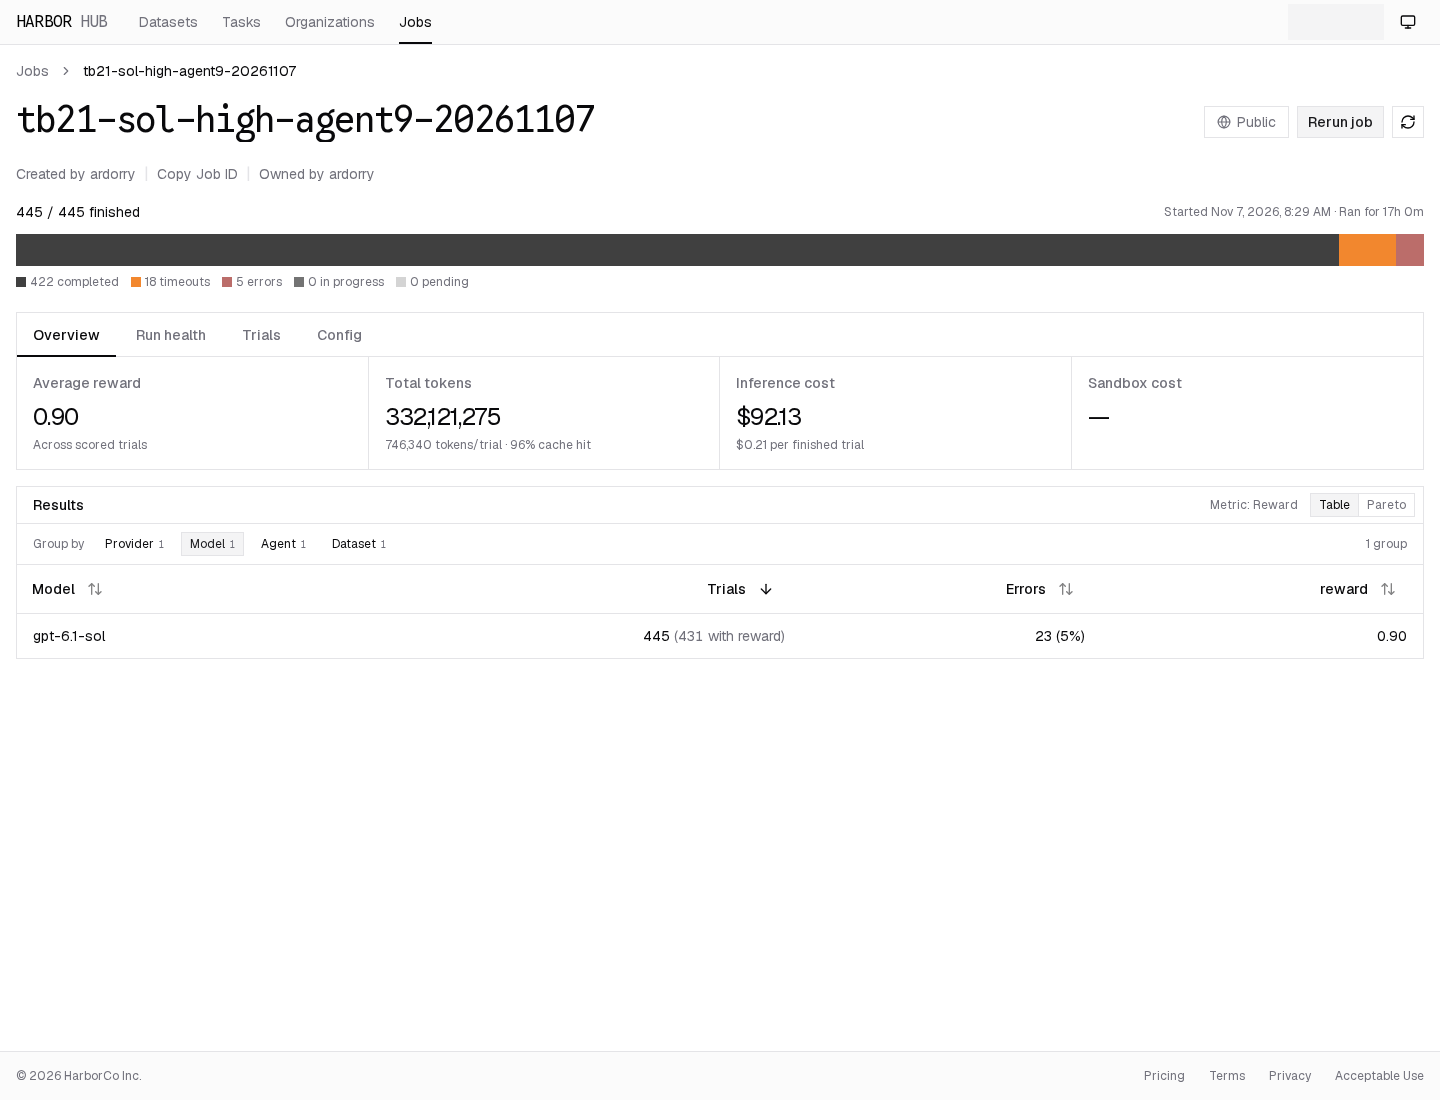 HARBOR HUB Datasets Tasks Organizations Jobs
Jobs tb21-sol-high-agent9-20261107
tb21-sol-high-agent9-20261107
Public Rerun job
Created by ardorry Copy Job ID Owned by ardorry
445 / 445 finished Started Nov 7, 2026, 8:29 AM · Ran for 17h 0m
422 completed 18 timeouts 5 errors 0 in progress 0 pending
Overview Run health Trials Config
Average reward Total tokens Inference cost Sandbox cost
0.90 332,121,275 $92.13 —
Across scored trials 746,340 tokens/trial · 96% cache hit $0.21 per finished trial
Results Metric: Reward Table Pareto
Group by Provider 1 Model 1 Agent 1 Dataset 1 1 group
Model Trials Errors reward
gpt-6.1-sol 445 (431 with reward) 23 (5%) 0.90
© 2026 HarborCo Inc. Pricing Terms Privacy Acceptable Use